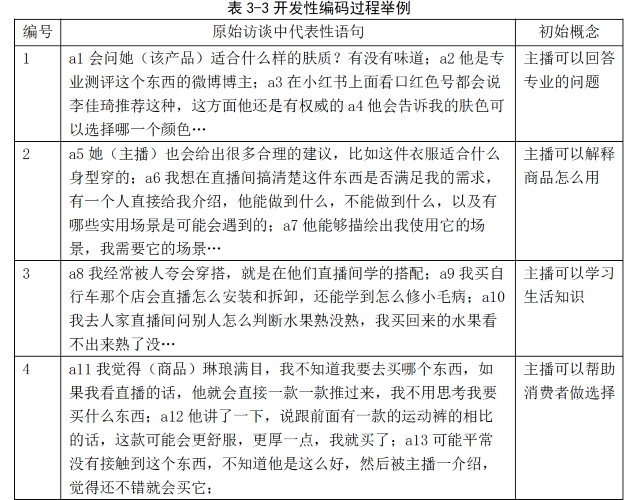 表 3-3 开发性编码过程举例
编号 原始访谈中代表性语句 初始概念
1 a1 会问她（该产品）适合什么样的肤质？有没有味道；a2 他是专 主播可以回答
业测评这个东西的微博博主；a3 在小红书上面看口红色号都会说 专业的问题
李佳琦推荐这种，这方面他还是有权威的 a4 他会告诉我的肤色可
以选择哪一个颜色…
2 a5 她（主播）也会给出很多合理的建议，比如这件衣服适合什么 主播可以解释
身型穿的；a6 我想在直播间搞清楚这件东西是否满足我的需求， 商品怎么用
有一个人直接给我介绍，他能做到什么，不能做到什么，以及有
哪些实用场景是可能会遇到的；a7 他能够描绘出我使用它的场
景，我需要它的场景…
3 a8 我经常被人夸会穿搭，就是在他们直播间学的搭配；a9 我买自 主播可以学习
行车那个店会直播怎么安装和拆卸，还能学到怎么修小毛病；a10 生活知识
我去人家直播间问别人怎么判断水果熟没熟，我买回来的水果看
不出来熟了没…
4 a11 我觉得（商品）琳琅满目，我不知道我要去买哪个东西，如 主播可以帮助
果我看直播的话，他就会直接一款一款推过来，我不用思考我要 消费者做选择
买什么东西；a12 他讲了一下，说跟前面有一款的运动裤的相比
的话，这款可能会更舒服，更厚一点，我就买了；a13 可能平常
没有接触到这个东西，不知道他是这么好，然后被主播一介绍，
觉得还不错就会买它；